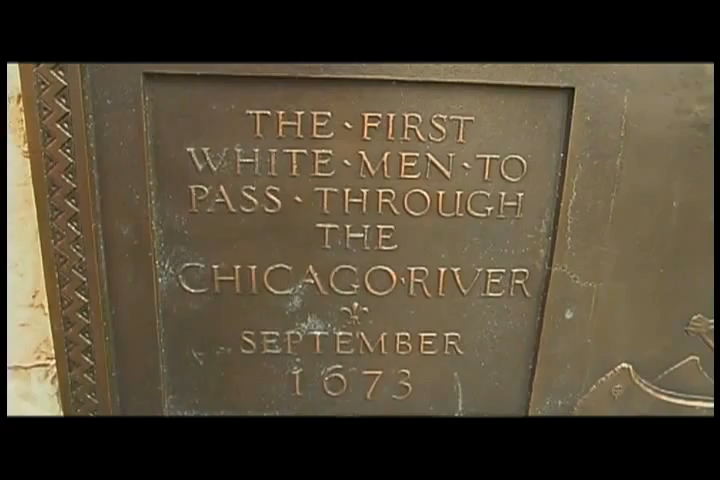 THE · FIRST
WHITE · MEN · TO
PASS · THROUGH
THE
CHICAGO · RIVER
SEPTEMBER
1673